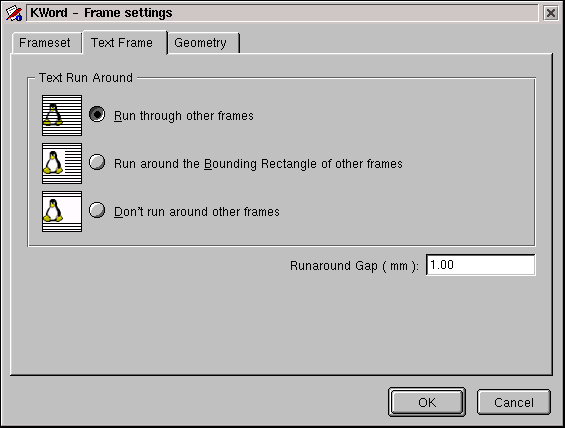 KWord - Frame settings
Frameset
Text Frame
Geometry
Text Run Around
Run through other frames
Run around the Bounding Rectangle of other frames
Don't run around other frames
Runaround Gap ( mm ): 1.00
OK
Cancel